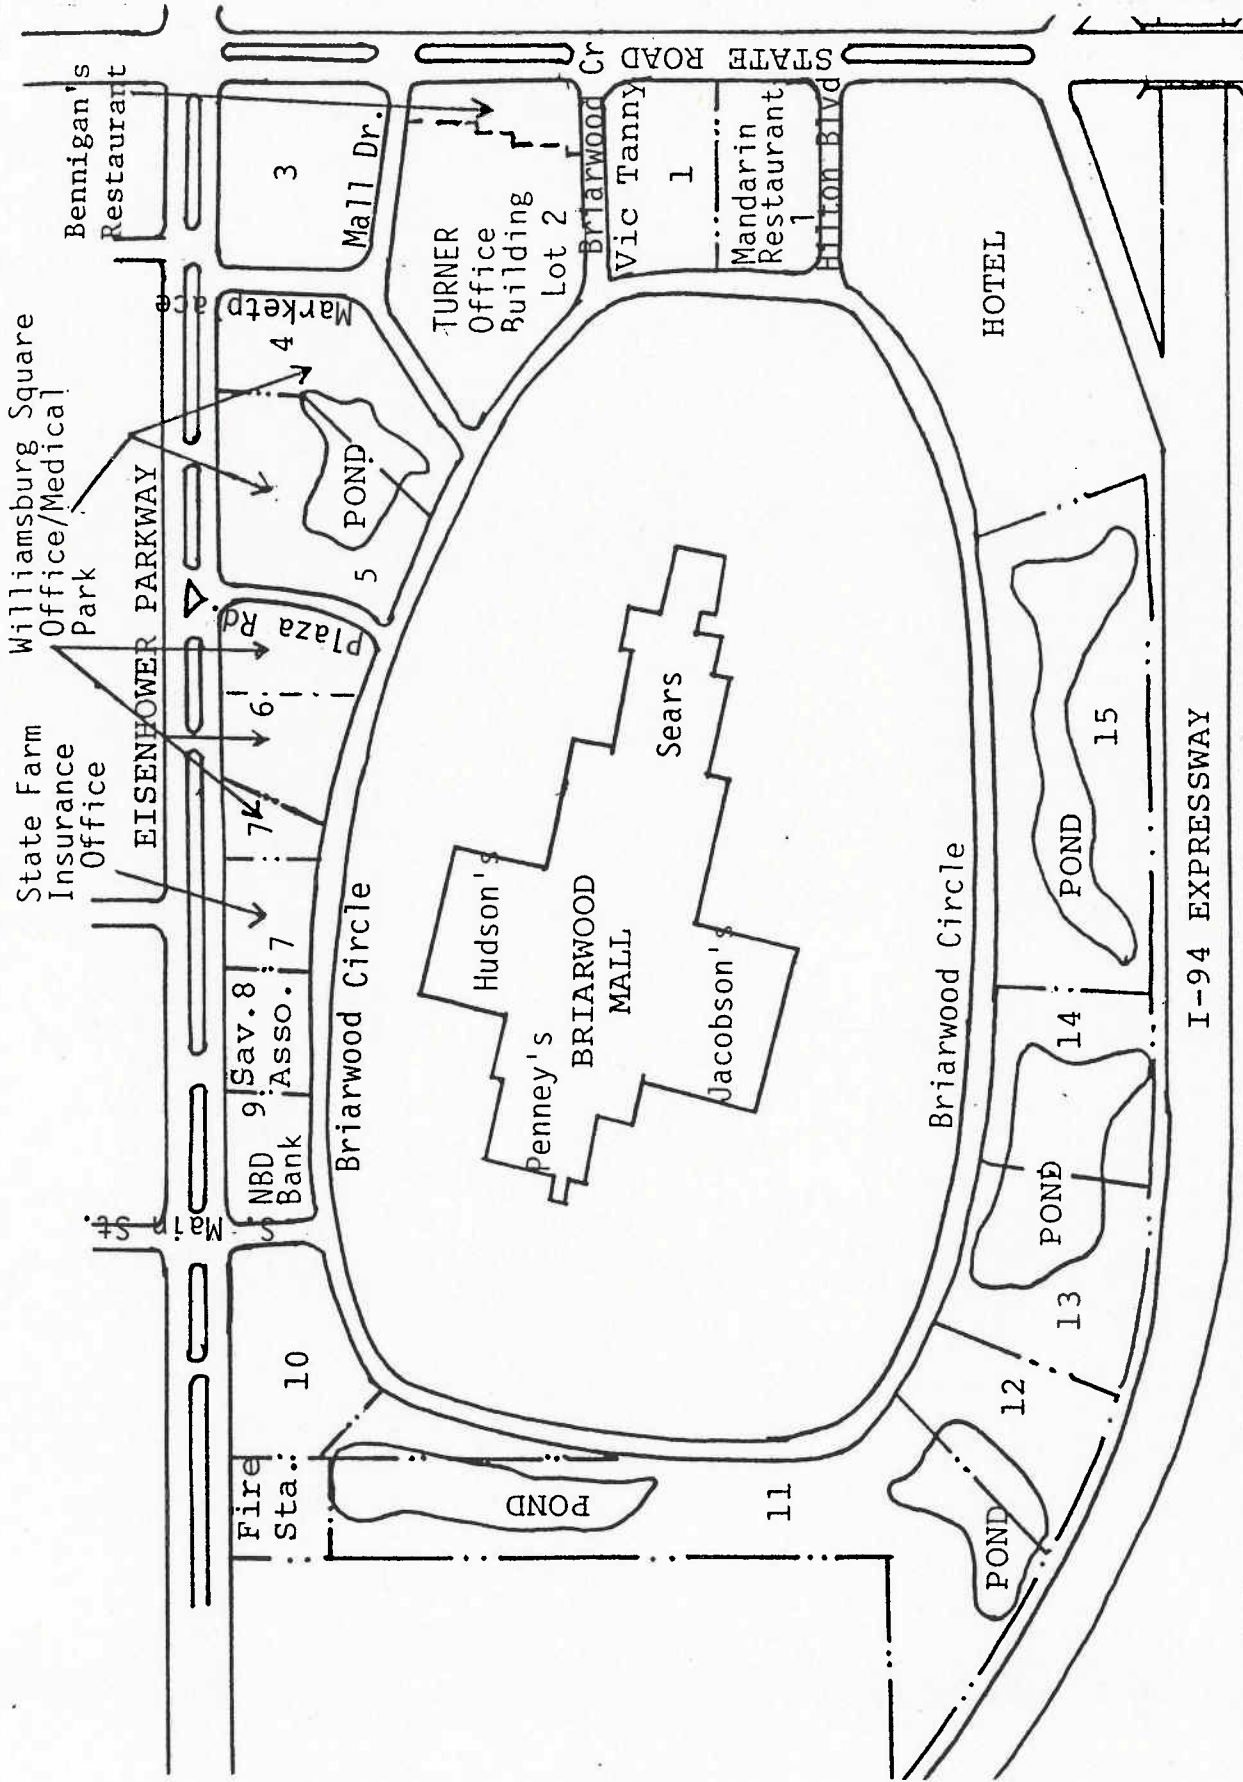 Bennigan's
Restaurant
Williamsburg Square
Office/Medical
Park
State Farm
Insurance
Office
EISENHOWER PARKWAY
STATE ROAD
3
Mall Dr.
Marketplace
4
POND
5
Plaza Rd
6
7
7
8 Sav.
Asso.
9
NBD
Bank
S. Main St.
10
Fire
Sta.
TURNER
Office
Building
Lot 2
Briarwood Cr
Vic Tanny
1
Mandarin
Restaurant
1
Hilton Blvd
HOTEL
Briarwood Circle
Hudson's
Penney's
BRIARWOOD
MALL
Sears
Jacobson's
Briarwood Circle
POND
11
POND
12
13
POND
14
POND
15
I-94 EXPRESSWAY